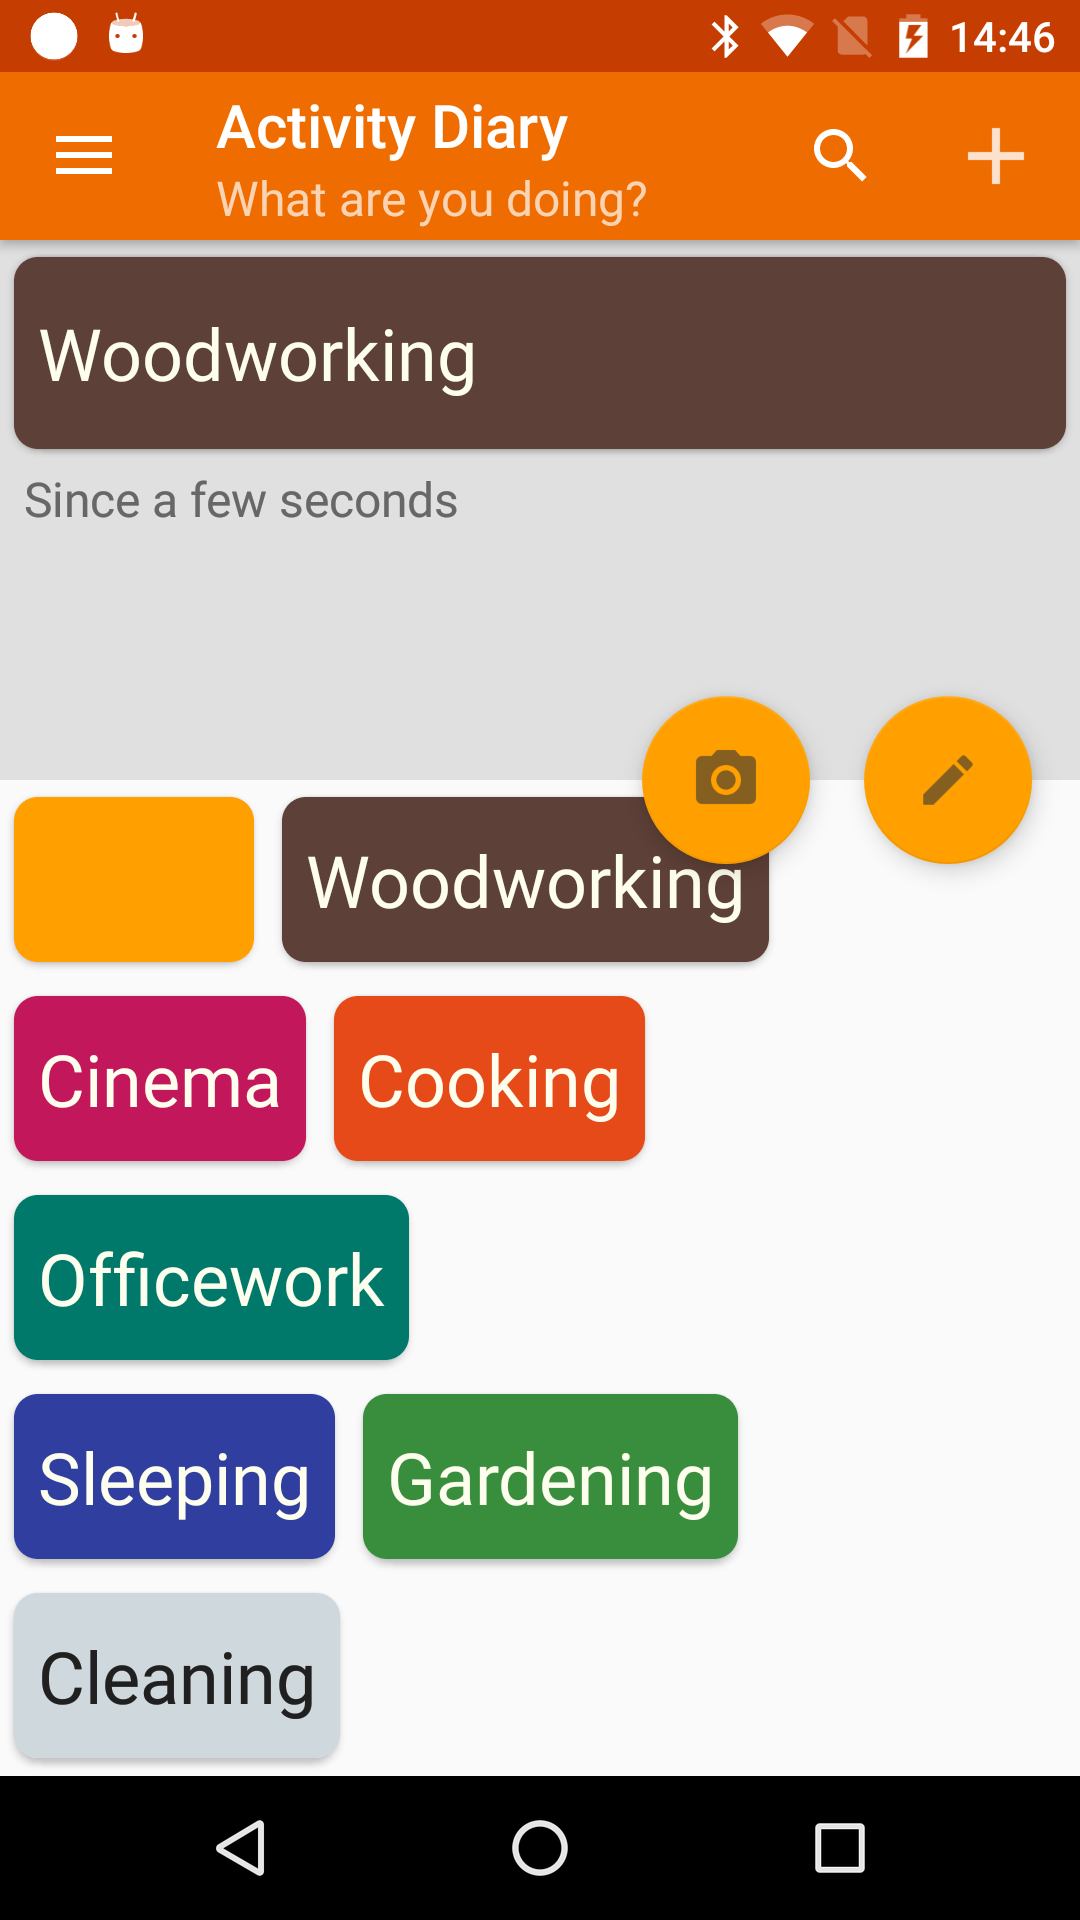 14:46
Activity Diary
What are you doing?
Woodworking
Since a few seconds
Woodworking
Cinema
Cooking
Officework
Sleeping
Gardening
Cleaning